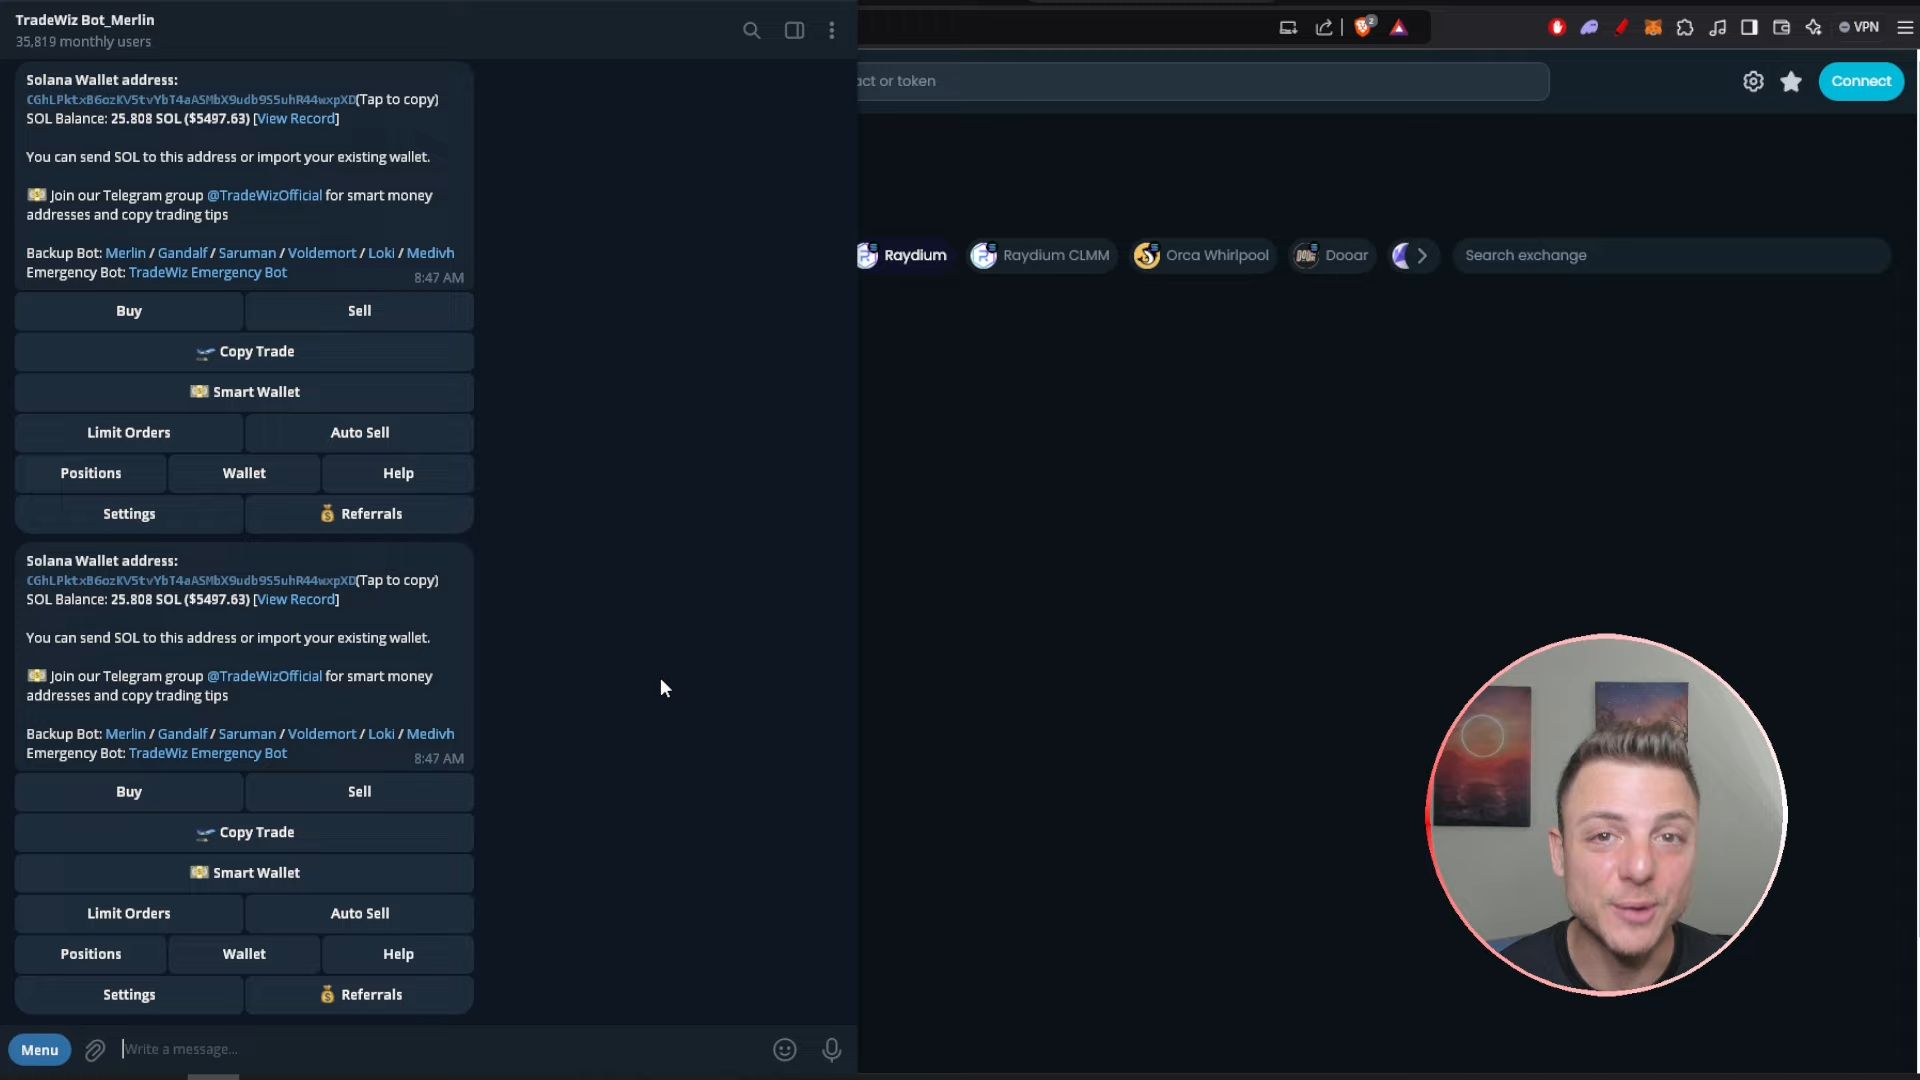 TradeWiz Bot_Merlin
35,819 monthly users
Solana Wallet address:
CGhLPktxB6ozKV5tvYbT4aASMbX9udb9S5uhR44wxpXD(Tap to copy)
SOL Balance: 25.808 SOL ($5497.63) [View Record]
You can send SOL to this address or import your existing wallet.
Join our Telegram group @TradeWizOfficial for smart money
addresses and copy trading tips
Backup Bot: Merlin / Gandalf / Saruman / Voldemort / Loki / Medivh
Emergency Bot: TradeWiz Emergency Bot
8:47 AM
Buy
Sell
Copy Trade
Smart Wallet
Limit Orders
Auto Sell
Positions
Wallet
Help
Settings
Referrals
Solana Wallet address:
CGhLPktxB6ozKV5tvYbT4aASMbX9udb9S5uhR44wxpXD(Tap to copy)
SOL Balance: 25.808 SOL ($5497.63) [View Record]
You can send SOL to this address or import your existing wallet.
Join our Telegram group @TradeWizOfficial for smart money
addresses and copy trading tips
Backup Bot: Merlin / Gandalf / Saruman / Voldemort / Loki / Medivh
Emergency Bot: TradeWiz Emergency Bot
8:47 AM
Buy
Sell
Copy Trade
Smart Wallet
Limit Orders
Auto Sell
Positions
Wallet
Help
Settings
Referrals
Menu
Write a message...
2
VPN
act or token
Connect
Raydium
Raydium CLMM
Orca Whirlpool
Dooar
Search exchange